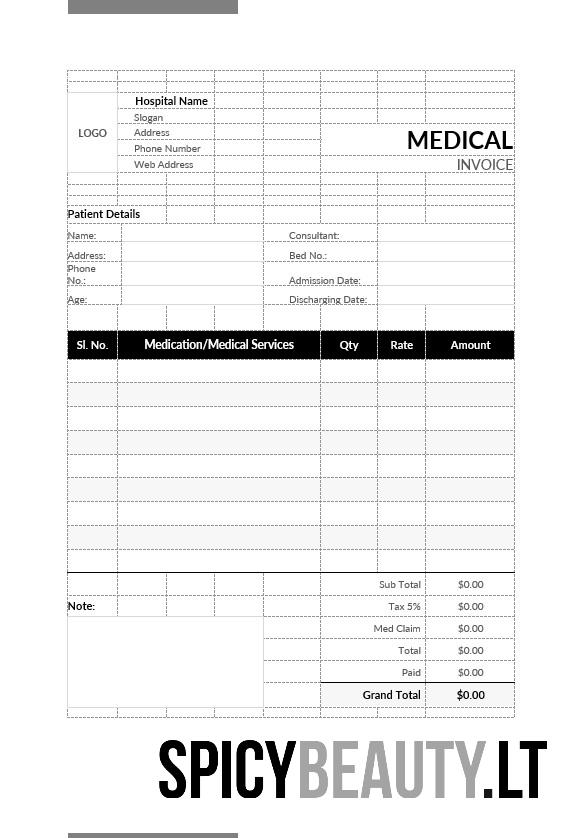 Hospital Name
Slogan
LOGO
Address
MEDICAL
Phone Number
Web Address
INVOICE
Patient Details
Name:
Consultant:
Address:
Bed No.:
Phone
No.:
Admission Date:
Age:
Discharging Date:
Sl. No. Medication/Medical Services Qty Rate Amount
Sub Total $0.00
Note:
Tax 5% $0.00
Med Claim $0.00
Total $0.00
Paid $0.00
Grand Total $0.00
SPICYBEAUTY.LT